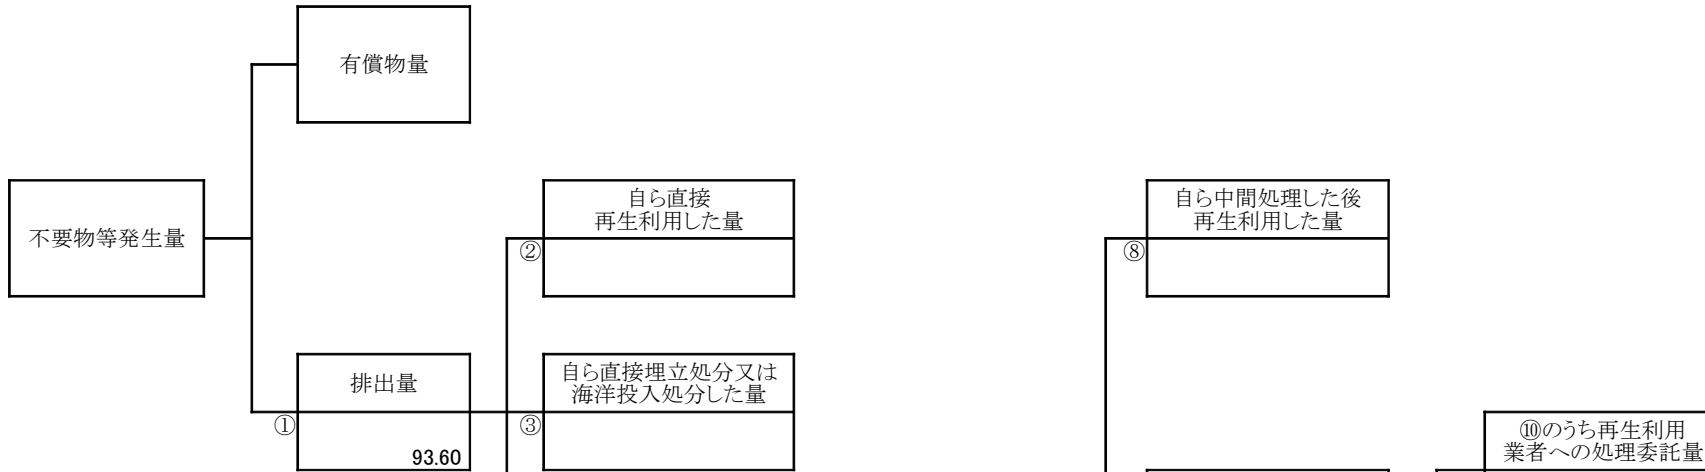 有償物量
不要物等発生量
自ら直接
再生利用した量
②
自ら中間処理した後
再生利用した量
⑧
排出量
①
93.60
自ら直接埋立処分又は
海洋投入処分した量
③
⑩のうち再生利用
業者への処理委託量